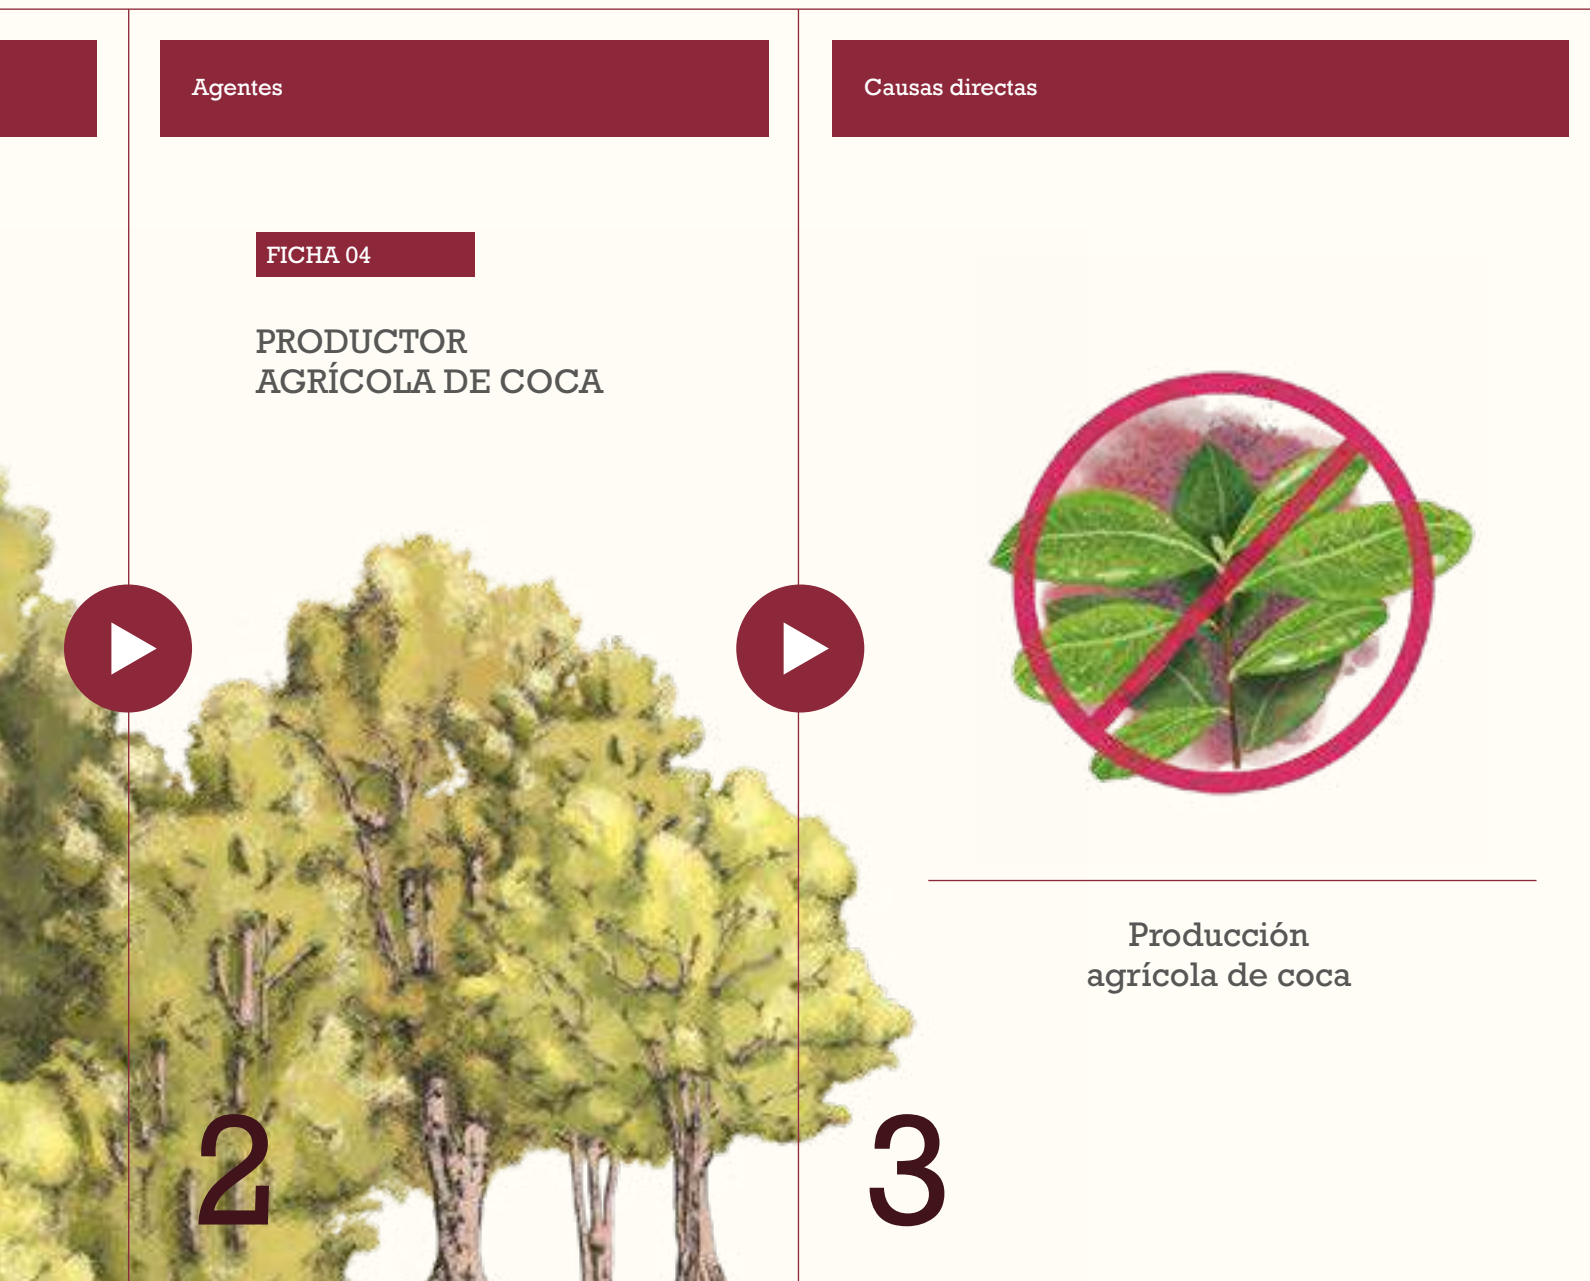 Agentes
Causas directas
FICHA 04
PRODUCTOR
AGRÍCOLA DE COCA
Producción
agrícola de coca
2
3